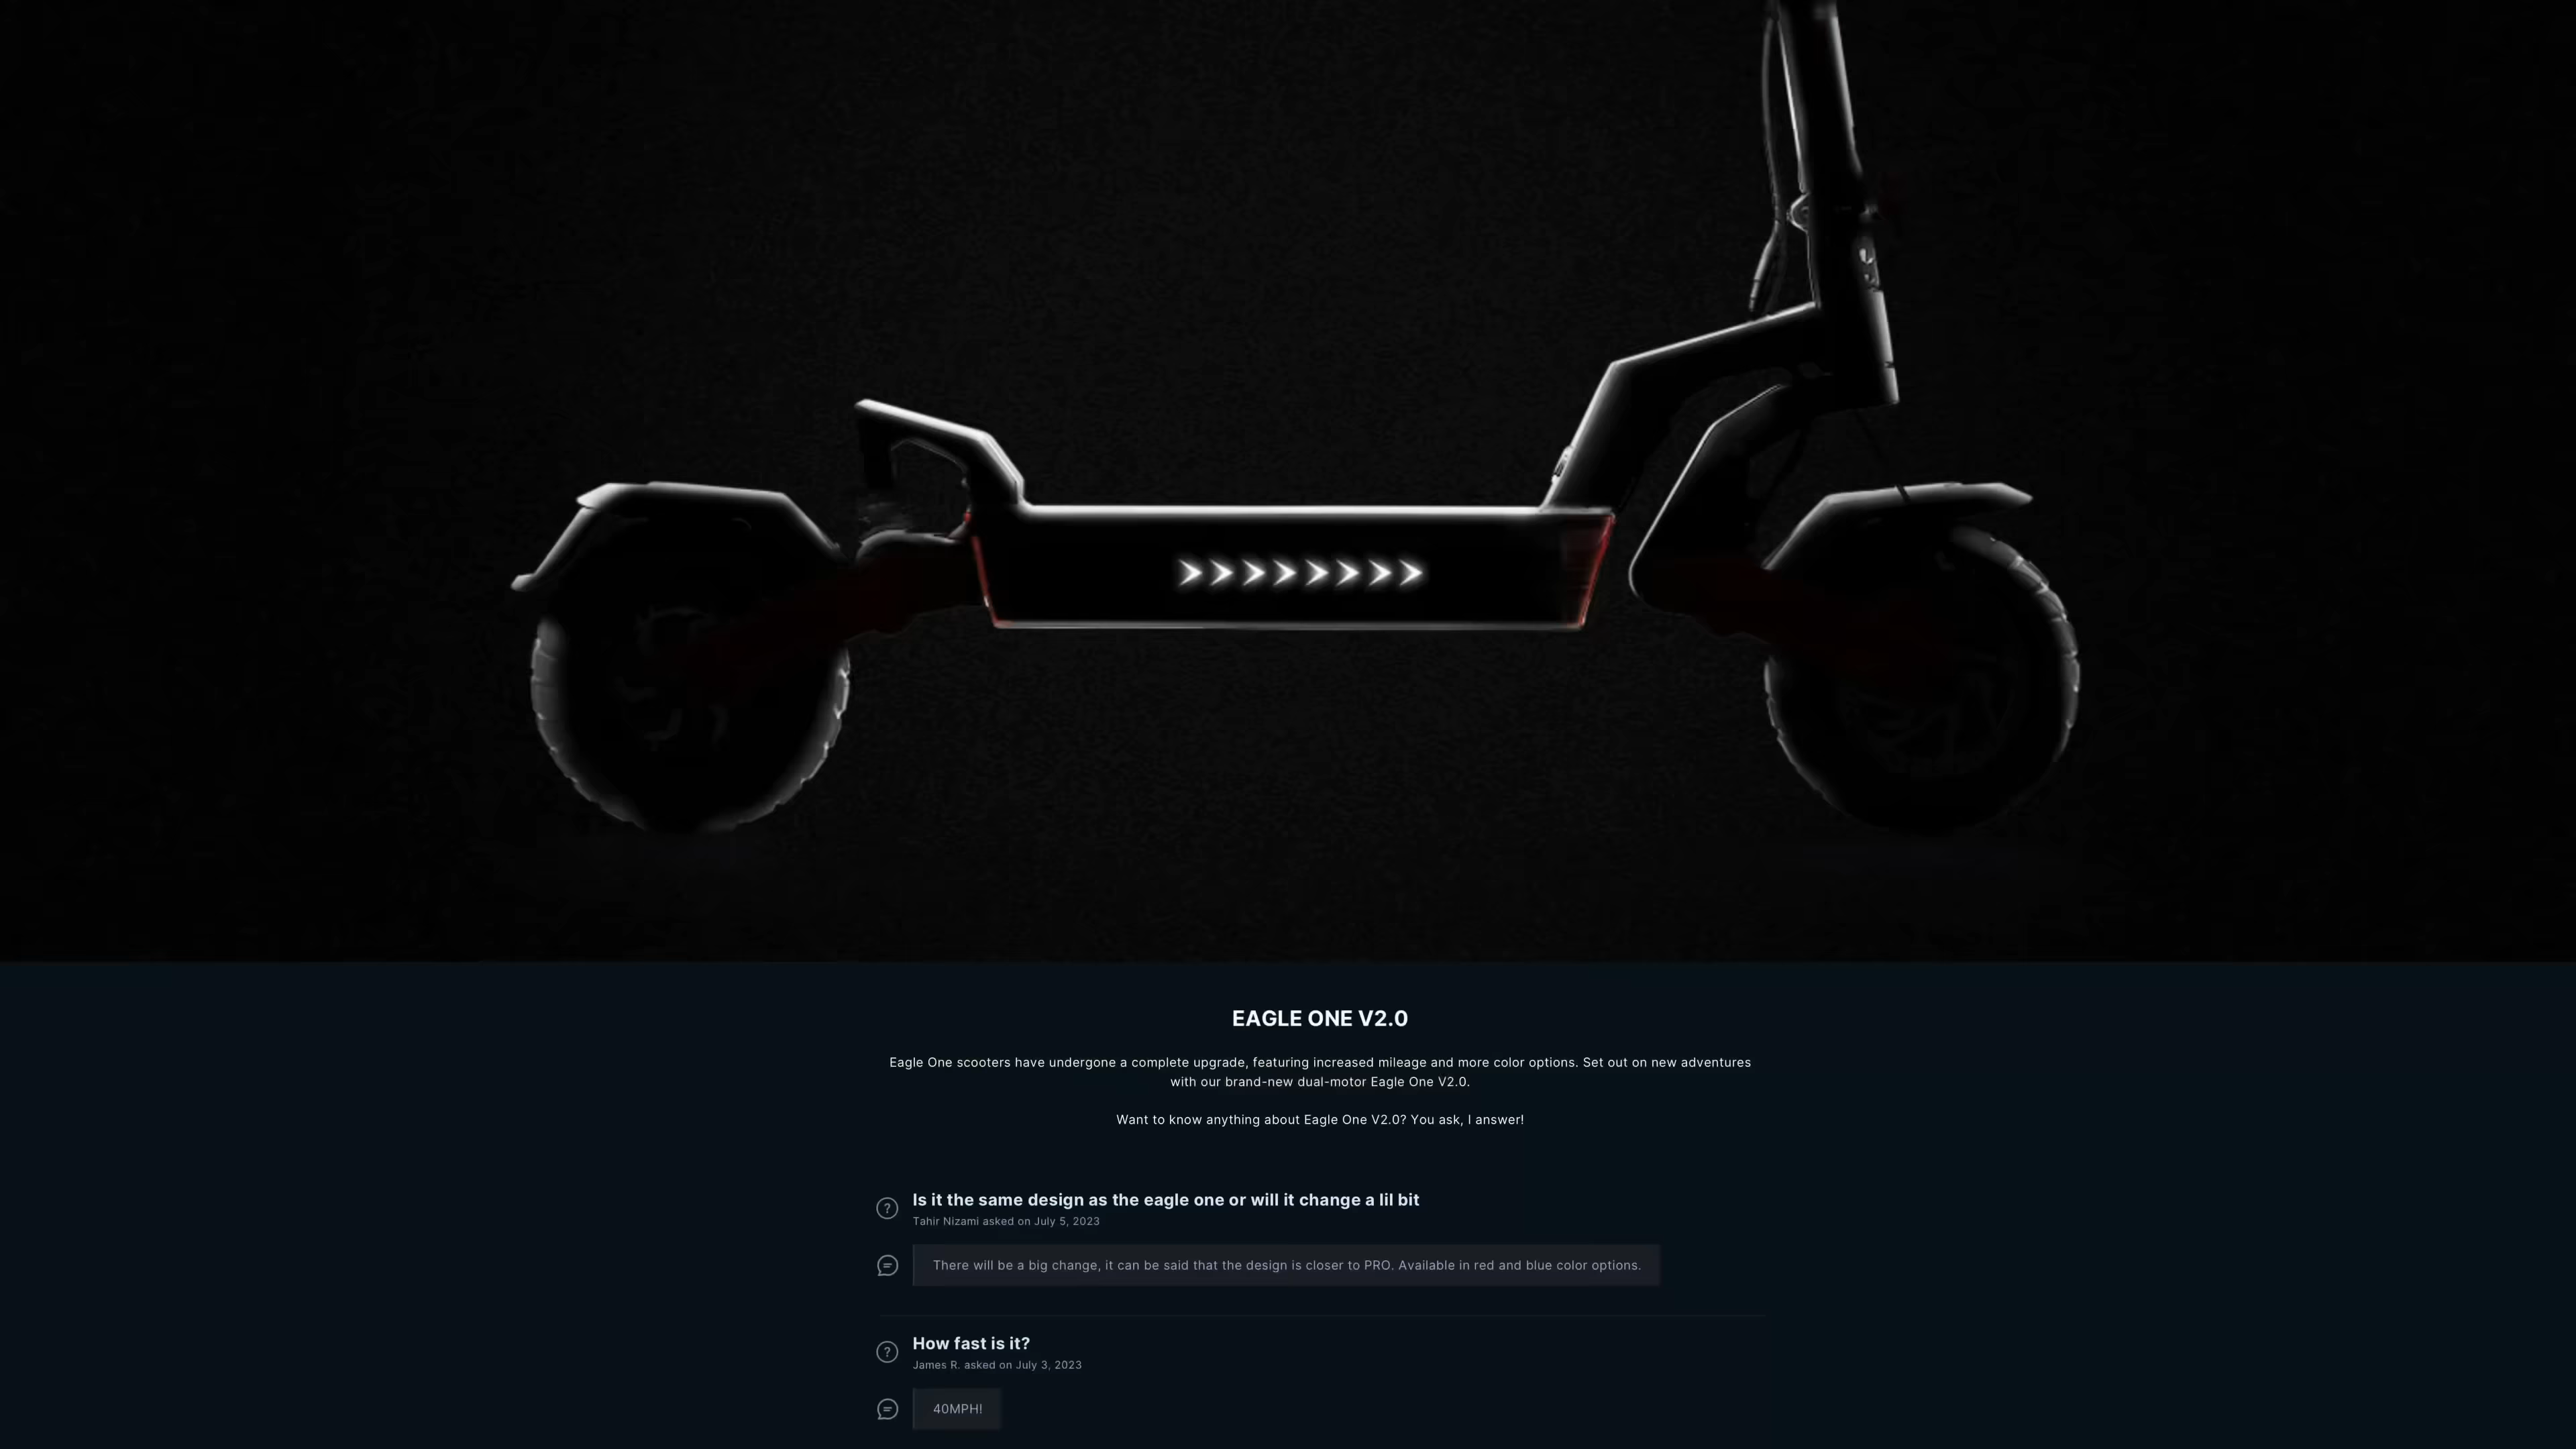 EAGLE ONE V2.0
Eagle One scooters have undergone a complete upgrade, featuring increased mileage and more color options. Set out on new adventures
with our brand-new dual-motor Eagle One V2.0.
Want to know anything about Eagle One V2.0? You ask, I answer!
Is it the same design as the eagle one or will it change a lil bit
Tahir Nizami asked on July 5, 2023
There will be a big change, it can be said that the design is closer to PRO. Available in red and blue color options.
How fast is it?
James R. asked on July 3, 2023
40MPH!